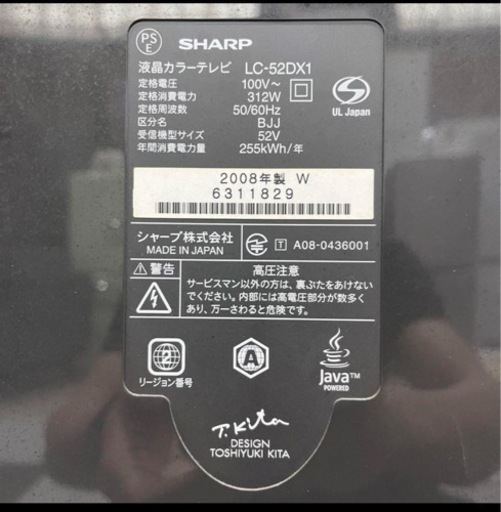 PS
E
SHARP
液晶カラーテレビ LC-52DX1
定格電圧 100V～
定格消費電力 312W
定格周波数 50/60Hz
区分名 BJJ
受信機型サイズ 52V
年間消費電力量 255kWh/年
UL Japan
2008年製 W
6311829
シャープ株式会社
MADE IN JAPAN
T A08-0436001
警告 高圧注意
サービスマン以外の方は、裏ぶたをあけない
でください。内部には高電圧部分が数多く
あり、万一さわると危険です。
2
リージョン番号
A
Java™
POWERED
T.Kita
DESIGN
TOSHIYUKI KITA